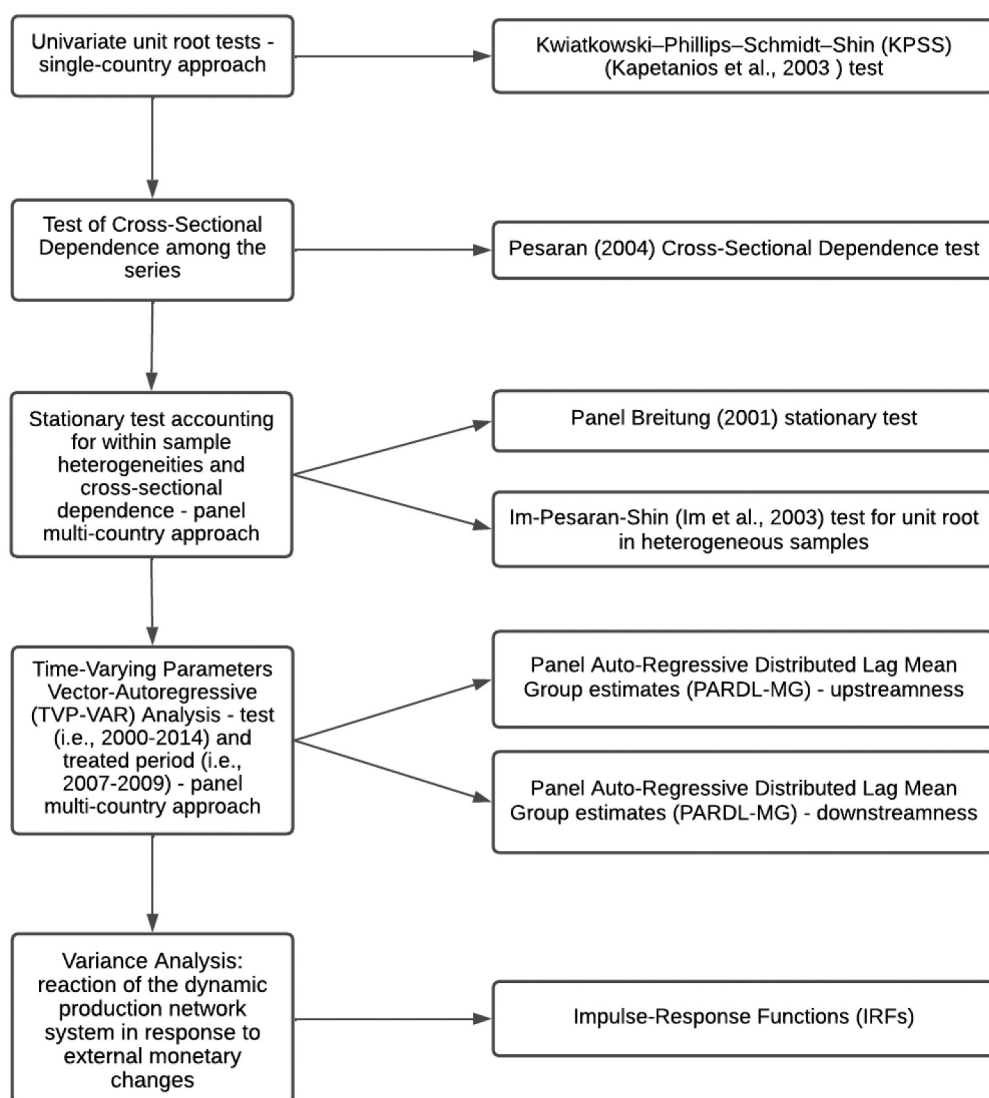 Univariate unit root tests -
single-country approach
Kwiatkowski–Phillips–Schmidt–Shin (KPSS)
(Kapetanios et al., 2003 ) test
Test of Cross-Sectional
Dependence among the
series
Pesaran (2004) Cross-Sectional Dependence test
Stationary test accounting
for within sample
heterogeneities and
cross-sectional
dependence - panel
multi-country approach
Panel Breitung (2001) stationary test
Im-Pesaran-Shin (Im et al., 2003) test for unit root
in heterogeneous samples
Time-Varying Parameters
Vector-Autoregressive
(TVP-VAR) Analysis - test
(i.e., 2000-2014) and
treated period (i.e.,
2007-2009) - panel
multi-country approach
Panel Auto-Regressive Distributed Lag Mean
Group estimates (PARDL-MG) - upstreamness
Panel Auto-Regressive Distributed Lag Mean
Group estimates (PARDL-MG) - downstreamness
Variance Analysis:
reaction of the dynamic
production network
system in response to
external monetary
changes
Impulse-Response Functions (IRFs)